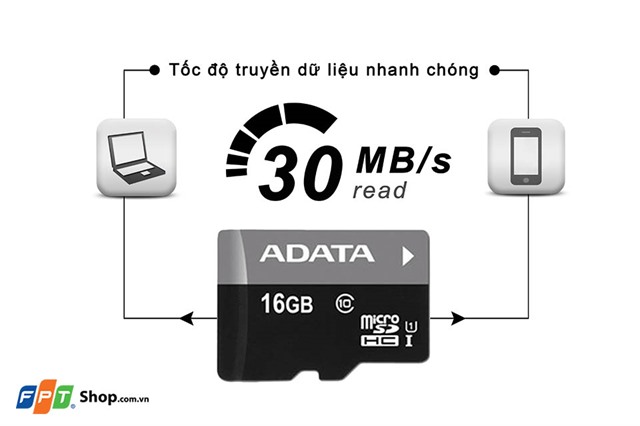 Tốc độ truyền dữ liệu nhanh chóng
30 MB/s
read
ADATA
16GB 10
micro
SD 1
HC I
FPT Shop.com.vn